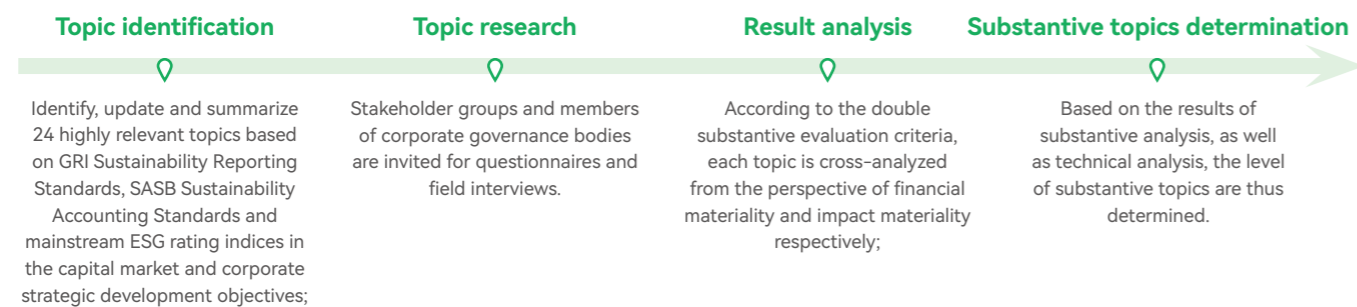 Topic identification
Identify, update and summarize
24 highly relevant topics based
on GRI Sustainability Reporting
Standards, SASB Sustainability
Accounting Standards and
mainstream ESG rating indices in
the capital market and corporate
strategic development objectives;
Topic research
Stakeholder groups and members
of corporate governance bodies
are invited for questionnaires and
field interviews.
Result analysis
According to the double
substantive evaluation criteria,
each topic is cross-analyzed
from the perspective of financial
materiality and impact materiality
respectively;
Substantive topics determination
Based on the results of
substantive analysis, as well
as technical analysis, the level
of substantive topics are thus
determined.